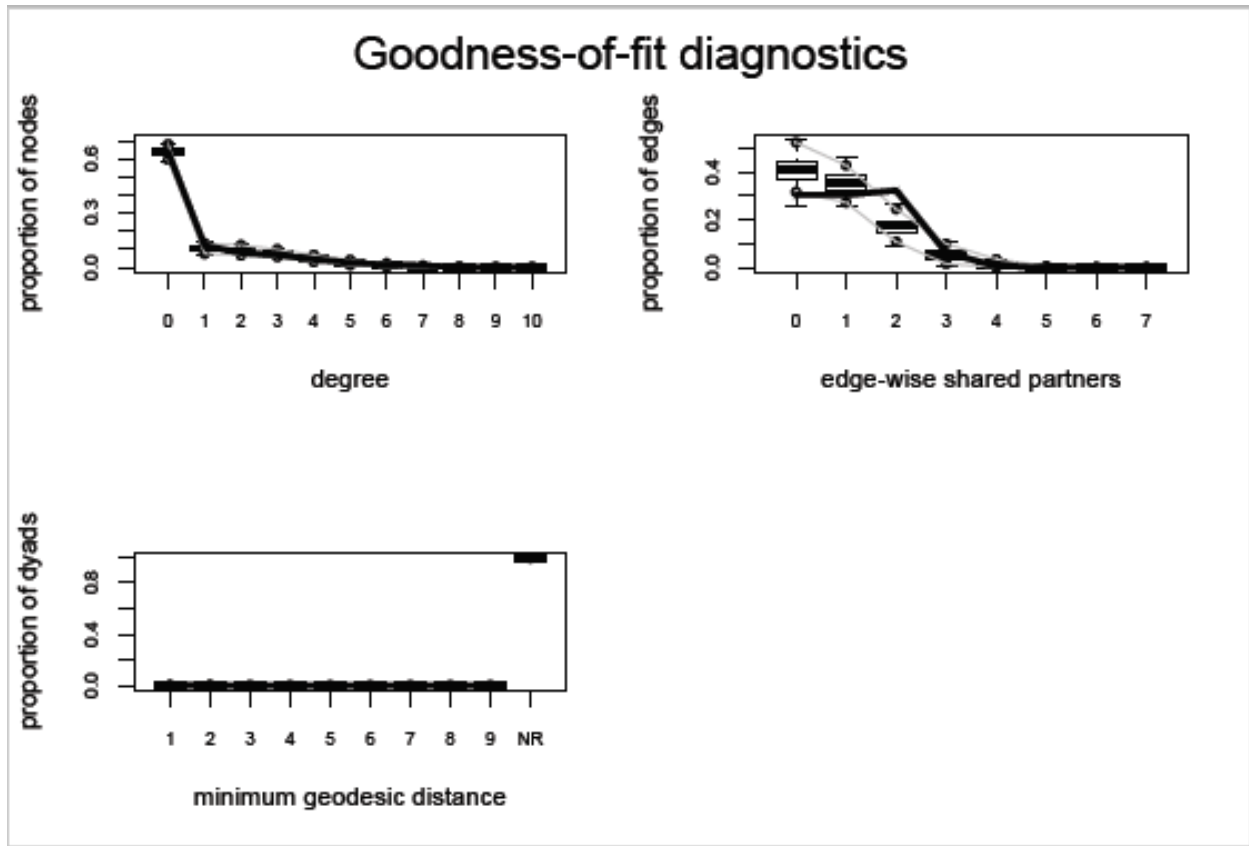 Goodness-of-fit diagnostics
proportion of nodes
0.6
0.3
0.0
0 1 2 3 4 5 6 7 8 9 10
degree
proportion of edges
0.4
0.2
0.0
0 1 2 3 4 5 6 7
edge-wise shared partners
proportion of dyads
0.8
0.4
0.0
1 2 3 4 5 6 7 8 9 NR
minimum geodesic distance